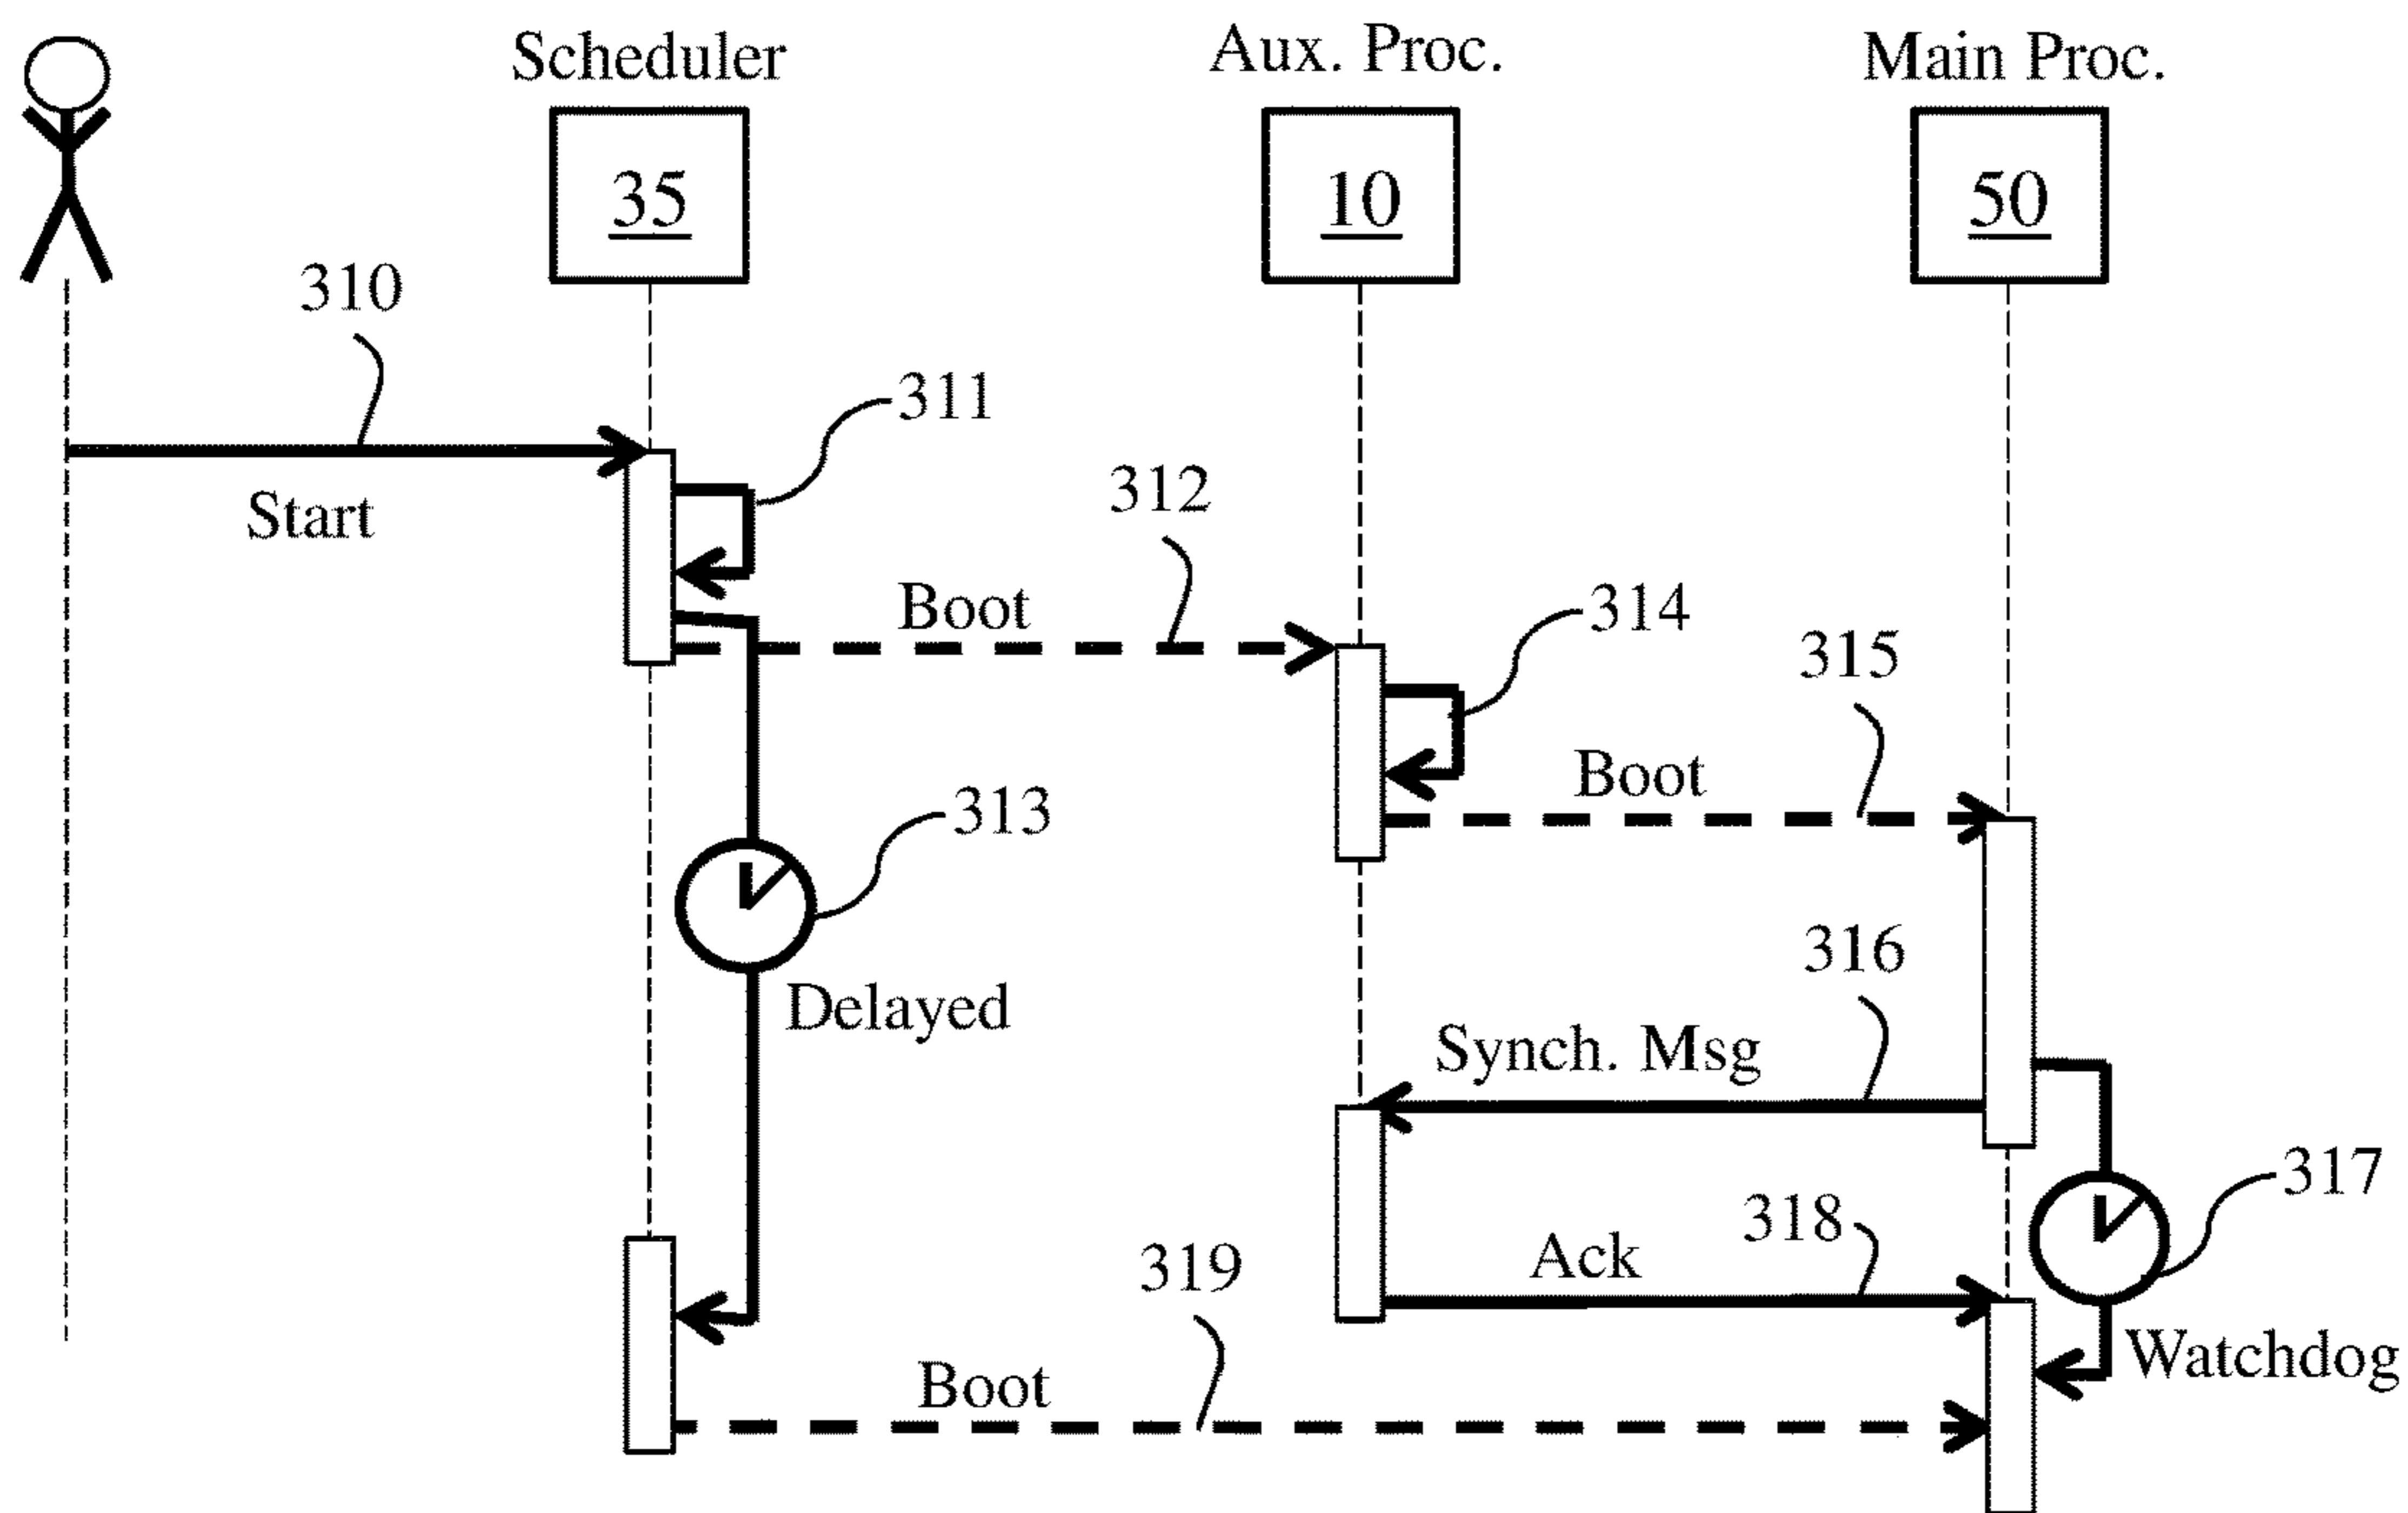 Scheduler
Aux. Proc.
Main Proc.
35
10
50
310
311
Start
312
Boot
314
315
Boot
313
316
Delayed
Synch. Msg
317
318
319
Ack
Watchdog
Boot